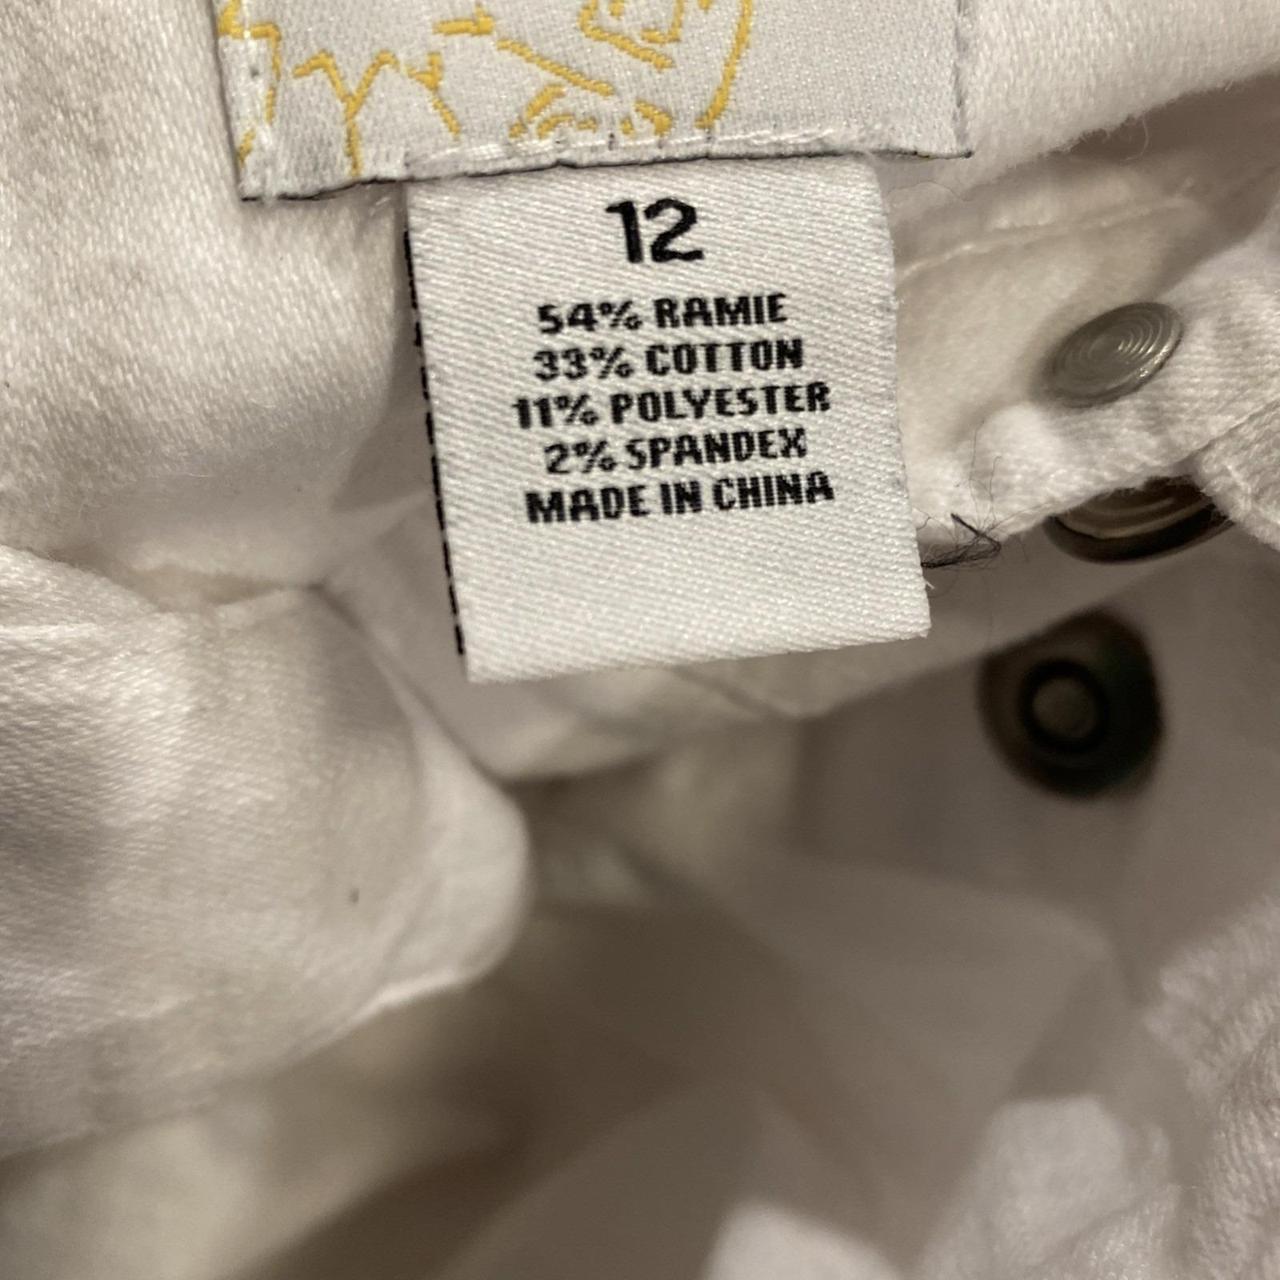 12
54% RAMIE
33% COTTON
11% POLYESTER
2% SPANDEX
MADE IN CHINA